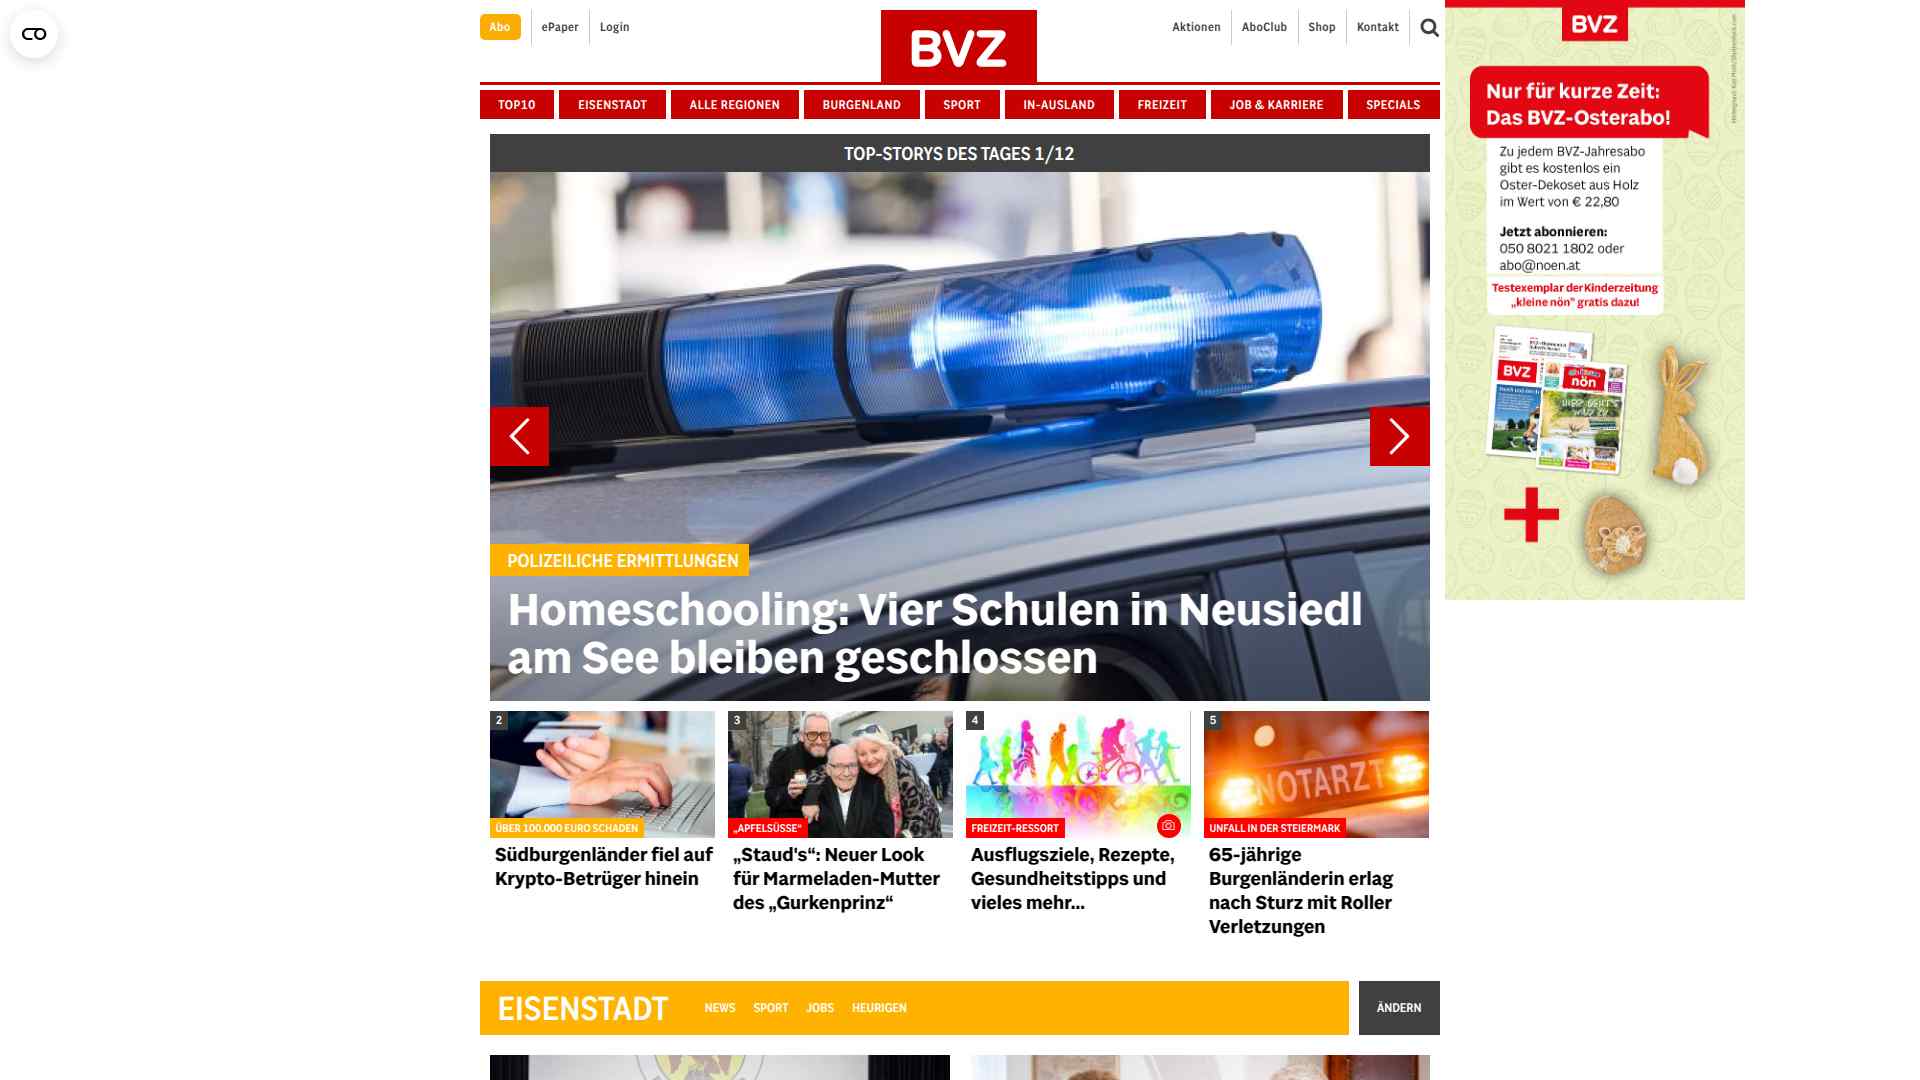 Abo
ePaper
Login
BVZ
Aktionen
AboClub
Shop
Kontakt
TOP10
EISENSTADT
ALLE REGIONEN
BURGENLAND
SPORT
IN-AUSLAND
FREIZEIT
JOB & KARRIERE
SPECIALS
TOP-STORYS DES TAGES 1/12
POLIZEILICHE ERMITTLUNGEN
Homeschooling: Vier Schulen in Neusiedl
am See bleiben geschlossen
2
ÜBER 100.000 EURO SCHADEN
Südburgenländer fiel auf
Krypto-Betrüger hinein
3
„APFELSÜSSE“
„Staud's“: Neuer Look
für Marmeladen-Mutter
des „Gurkenprinz“
4
FREIZEIT-RESSORT
Ausflugsziele, Rezepte,
Gesundheitstipps und
vieles mehr...
5
NOTARZT
UNFALL IN DER STEIERMARK
65-jährige
Burgenländerin erlag
nach Sturz mit Roller
Verletzungen
EISENSTADT
NEWS
SPORT
JOBS
HEURIGEN
ÄNDERN
BVZ
Nur für kurze Zeit:
Das BVZ-Osterabo!
Zu jedem BVZ-Jahresabo
gibt es kostenlos ein
Oster-Dekoset aus Holz
im Wert von € 22,80
Jetzt abonnieren:
050 8021 1802 oder
abo@noen.at
Testexemplar der Kinderzeitung
„kleine nön“ gratis dazu!
BVZ
nön